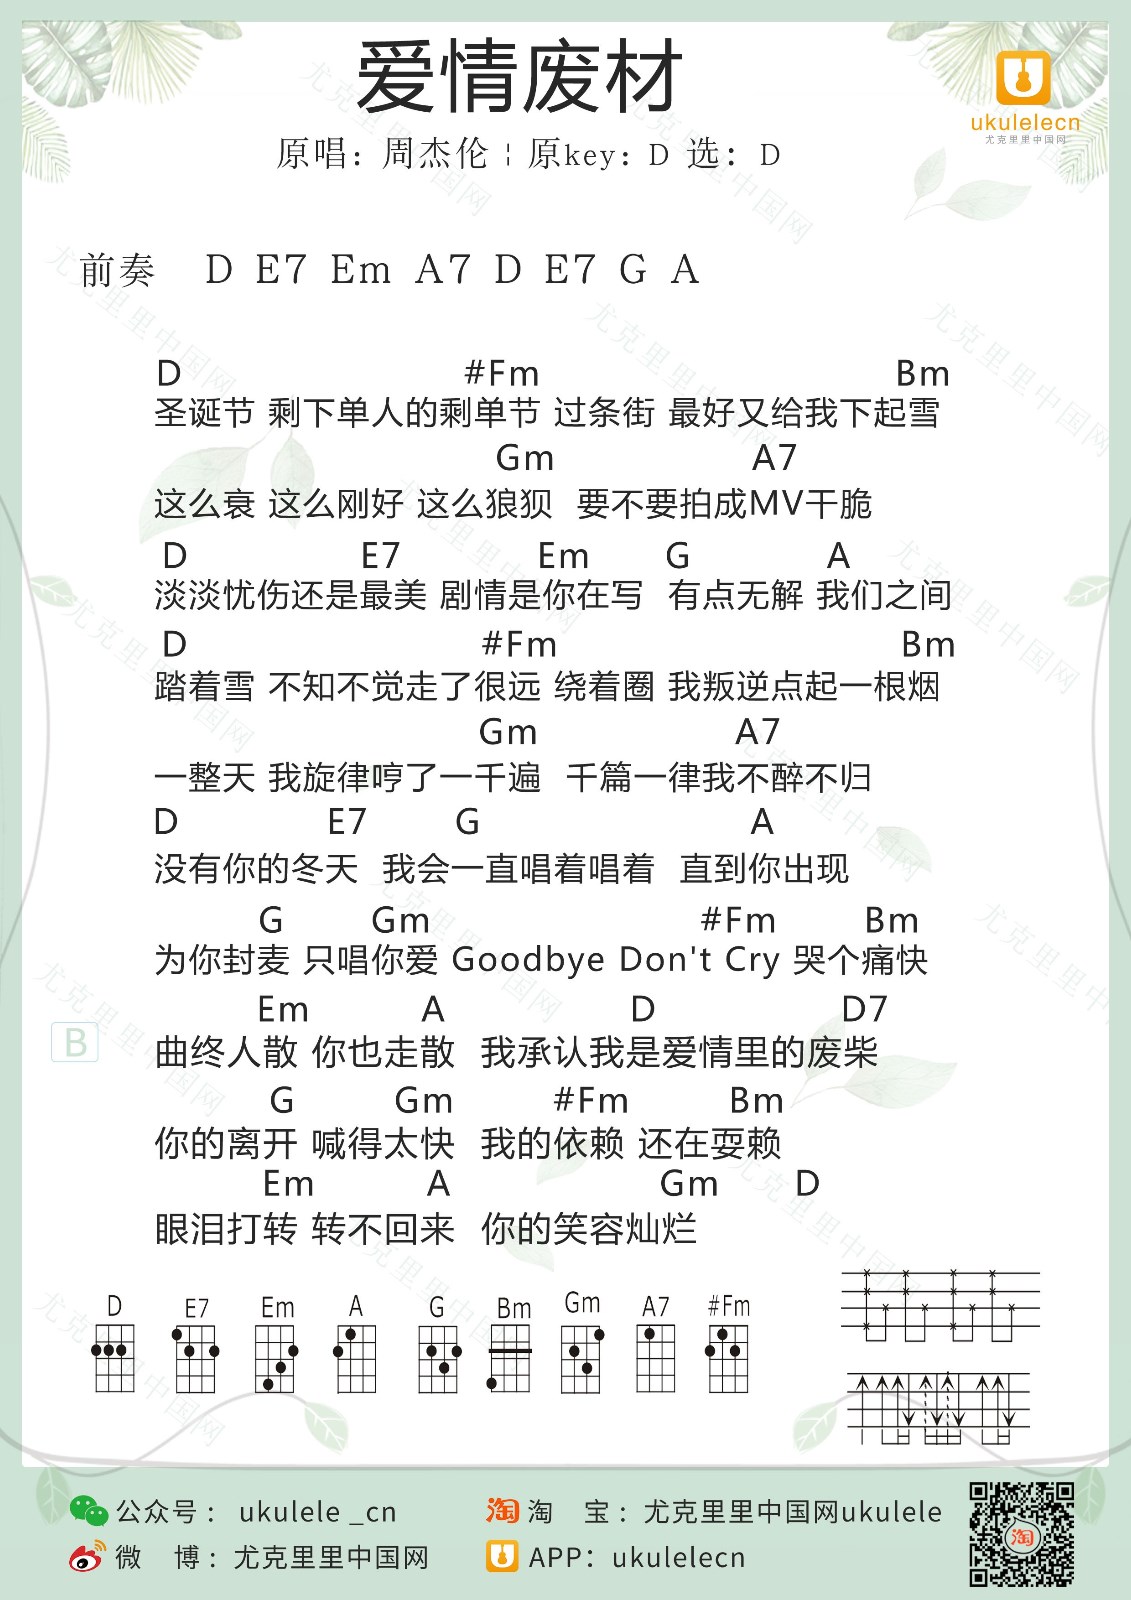 爱情废材
ukulelecn
尤克里里中国网
原唱：周杰伦 ¦ 原key：D 选：D
前奏 D E7 Em A7 D E7 G A
D #Fm Bm
圣诞节 剩下单人的剩单节 过条街 最好又给我下起雪
Gm A7
这么衰 这么刚好 这么狼狈 要不要拍成MV干脆
D E7 Em G A
淡淡忧伤还是最美 剧情是你在写 有点无解 我们之间
D #Fm Bm
踏着雪 不知不觉走了很远 绕着圈 我叛逆点起一根烟
Gm A7
一整天 我旋律哼了一千遍 千篇一律我不醉不归
D E7 G A
没有你的冬天 我会一直唱着唱着 直到你出现
G Gm #Fm Bm
为你封麦 只唱你爱 Goodbye Don't Cry 哭个痛快
Em A D D7
B 曲终人散 你也走散 我承认我是爱情里的废柴
G Gm #Fm Bm
你的离开 喊得太快 我的依赖 还在耍赖
Em A Gm D
眼泪打转 转不回来 你的笑容灿烂
D E7 Em A G Bm Gm A7 #Fm
公众号： ukulele _cn
淘 淘 宝：尤克里里中国网ukulele
微 博：尤克里里中国网
APP：ukulelecn
淘